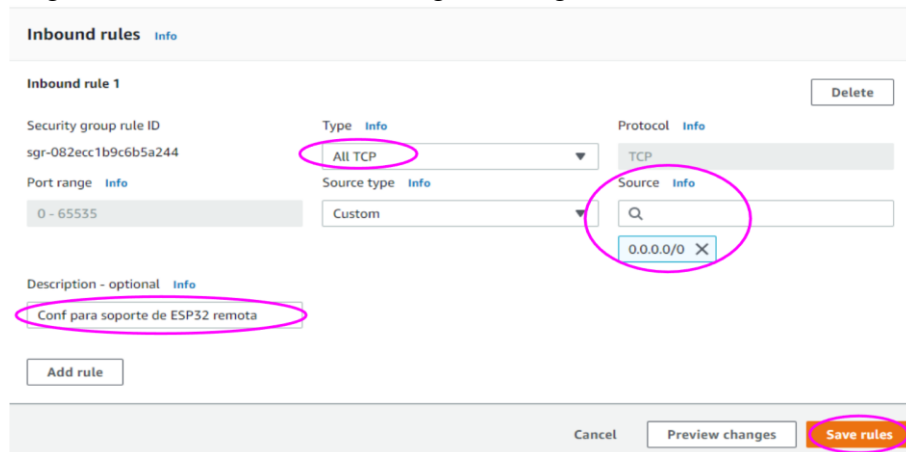 Inbound rules Info
Inbound rule 1
Delete
Security group rule ID
Type Info
Protocol Info
sgr-082ecc1b9c6b5a244
All TCP
TCP
Port range Info
Source type Info
Source Info
0 - 65535
Custom
0.0.0.0/0
Description - optional Info
Conf para soporte de ESP32 remota
Add rule
Cancel
Preview changes
Save rules